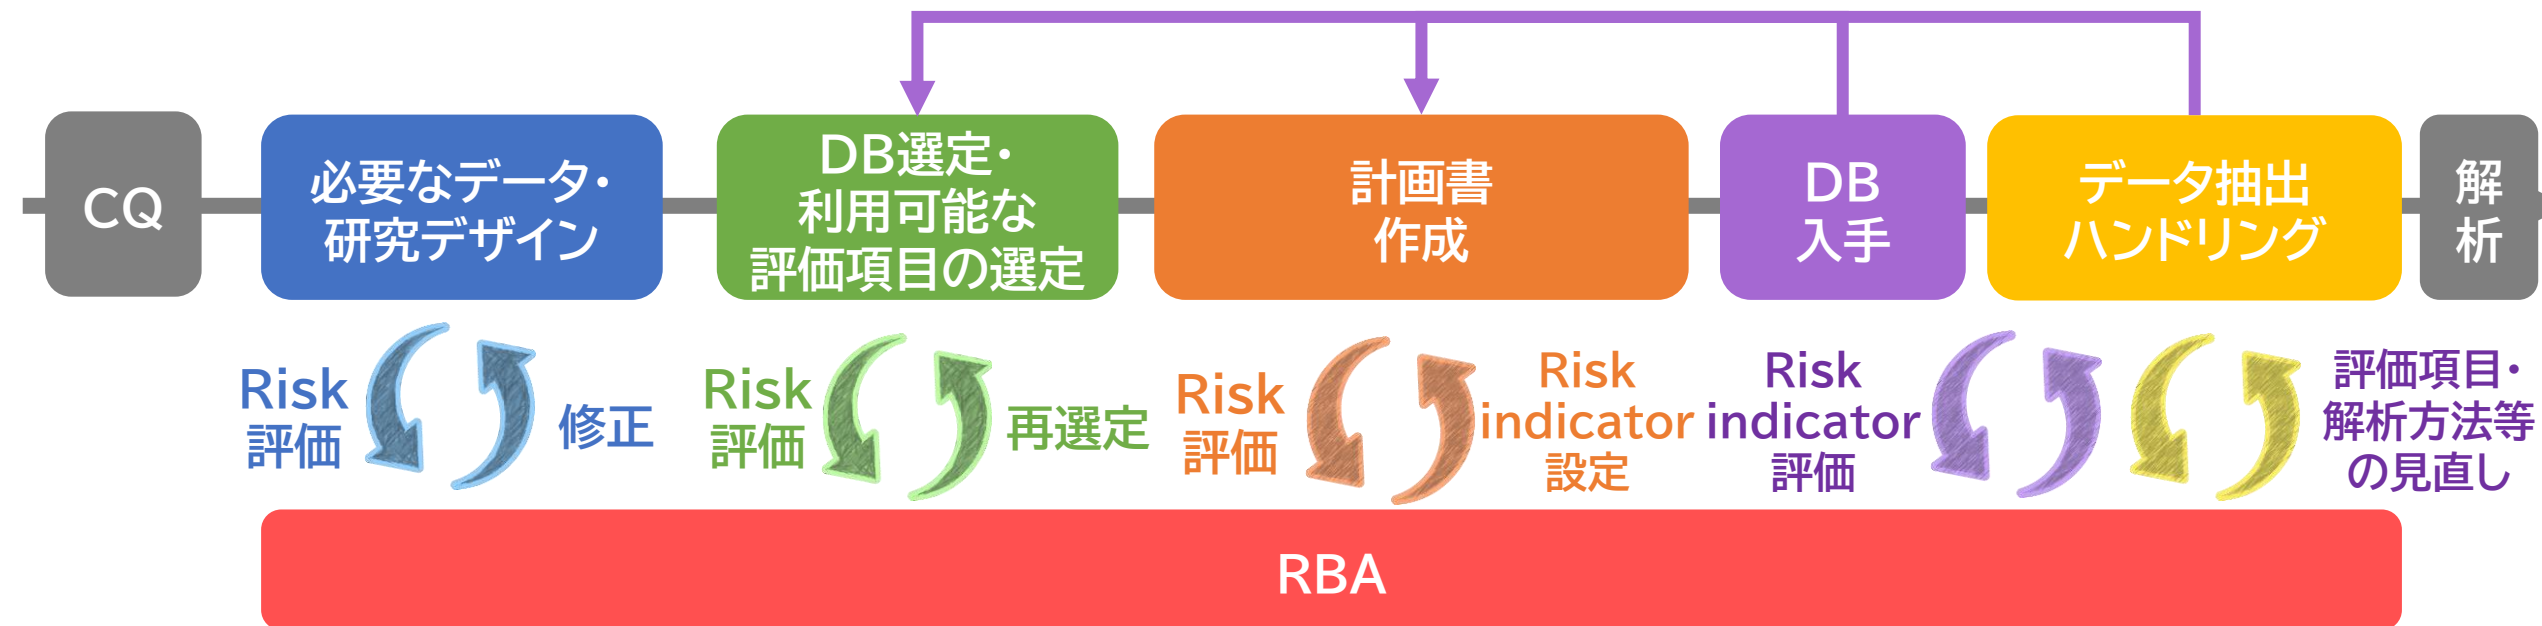 CQ
必要なデータ・
研究デザイン
DB選定・
利用可能な
評価項目の選定
計画書
作成
DB
入手
データ抽出
ハンドリング
解
析
Risk
評価
修正
Risk
評価
再選定
Risk
評価
Risk
indicator
設定
Risk
indicator
評価
評価項目・
解析方法等
の見直し
RBA